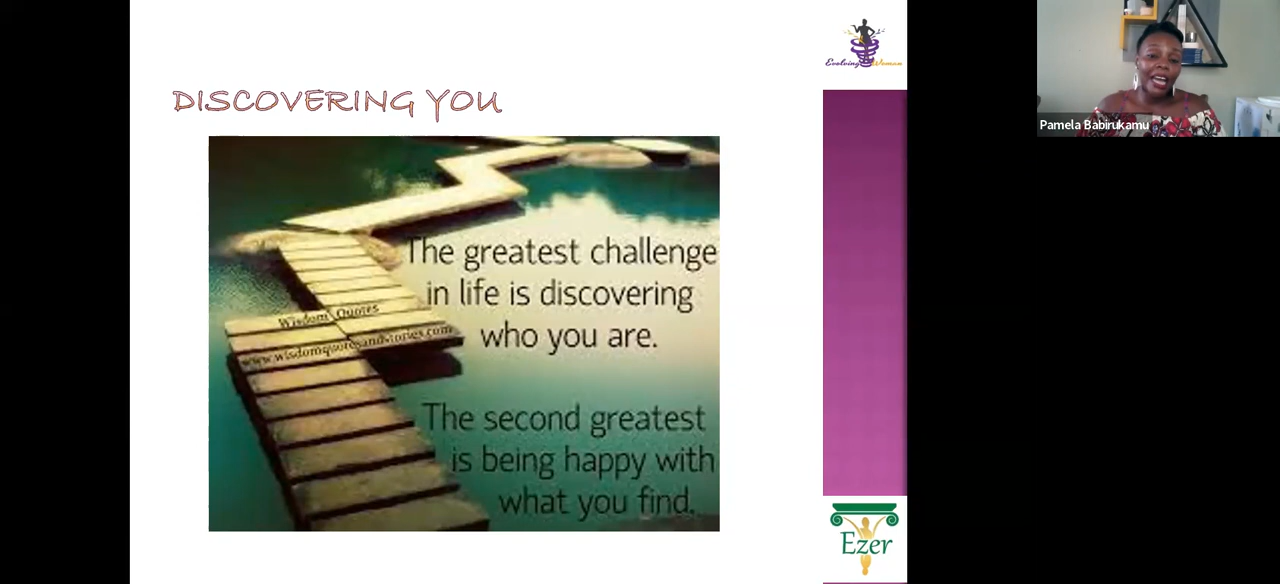 Evolving Woman
DISCOVERING YOU
Pamela Babirukamu
The greatest challenge
in life is discovering
who you are.
Wisdom Quotes
www.wisdomquotesandstories.com
The second greatest
is being happy with
what you find.
Ezer